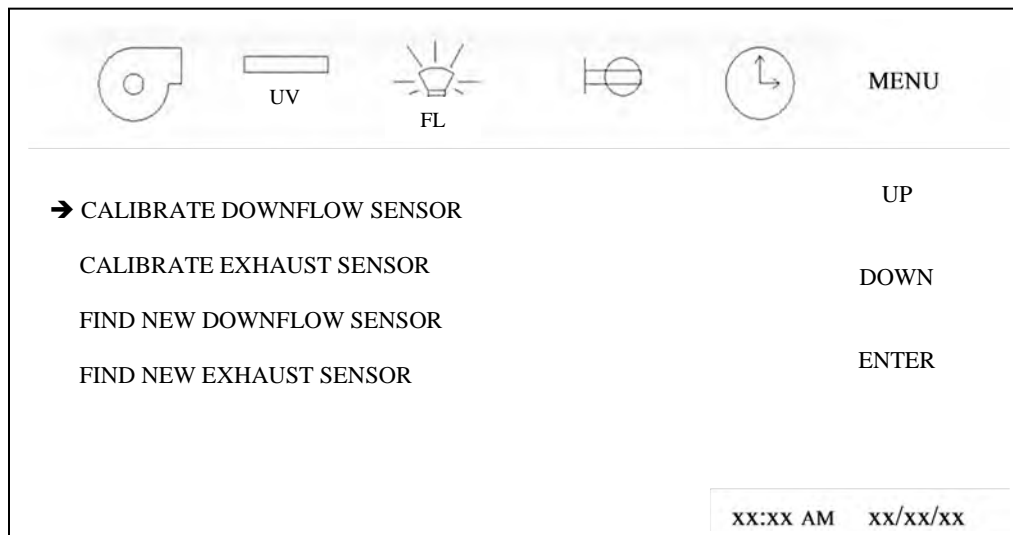 UV
FL
MENU
➔ CALIBRATE DOWNFLOW SENSOR
CALIBRATE EXHAUST SENSOR
FIND NEW DOWNFLOW SENSOR
FIND NEW EXHAUST SENSOR
UP
DOWN
ENTER
xx:xx AM xx/xx/xx